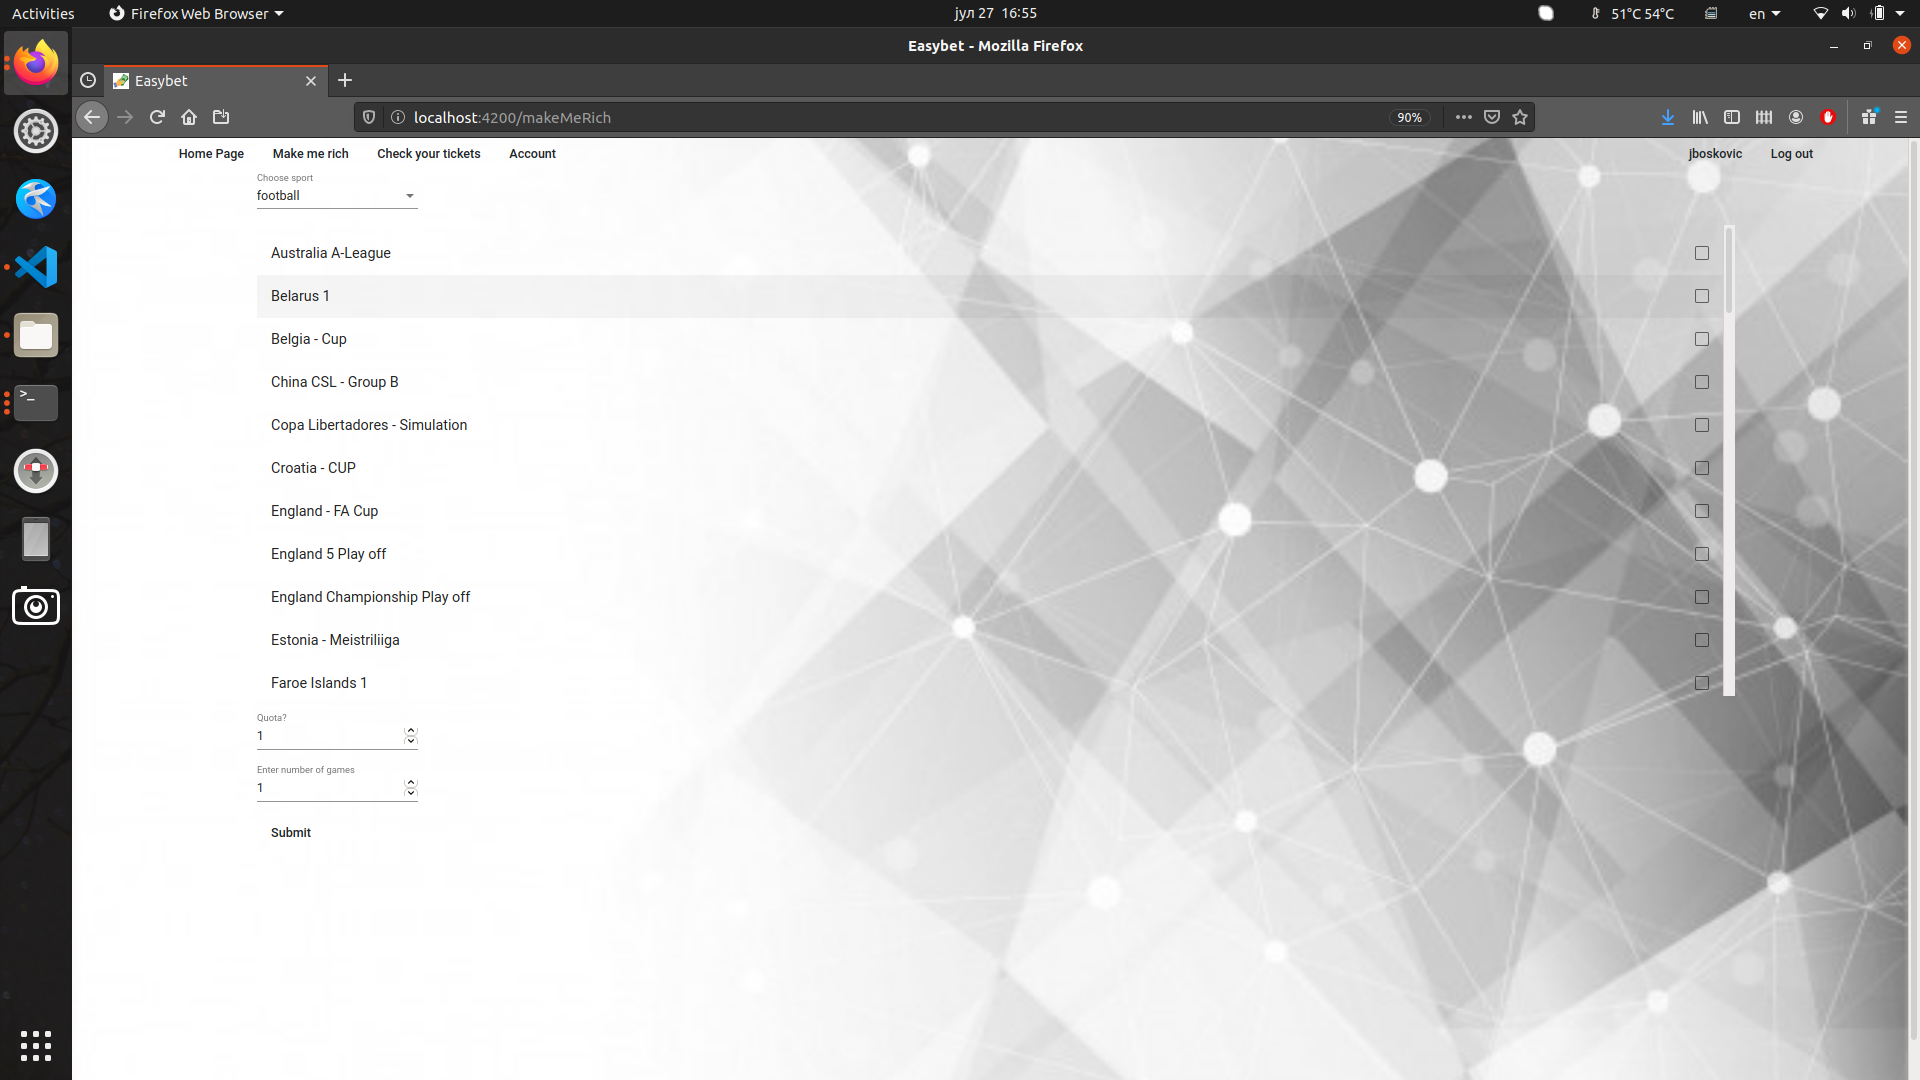 Activities Firefox Web Browser јул 27 16:55 51°C 54°C en
Easybet - Mozilla Firefox
Easybet
localhost:4200/makeMeRich 90%
Home Page Make me rich Check your tickets Account jboskovic Log out
Choose sport
football
Australia A-League
Belarus 1
Belgia - Cup
China CSL - Group B
Copa Libertadores - Simulation
Croatia - CUP
England - FA Cup
England 5 Play off
England Championship Play off
Estonia - Meistriliiga
Faroe Islands 1
Quota?
1
Enter number of games
1
Submit